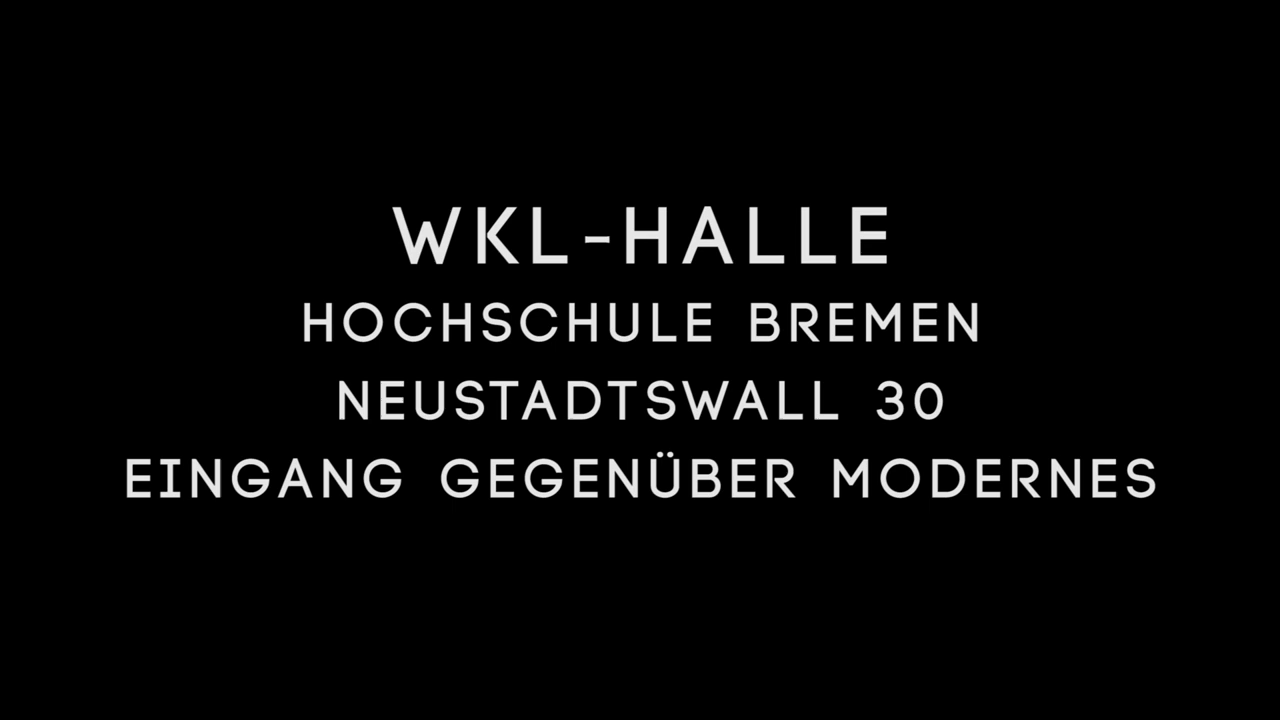 WKL-HALLE
HOCHSCHULE BREMEN
NEUSTADTSWALL 30
EINGANG GEGENÜBER MODERNES